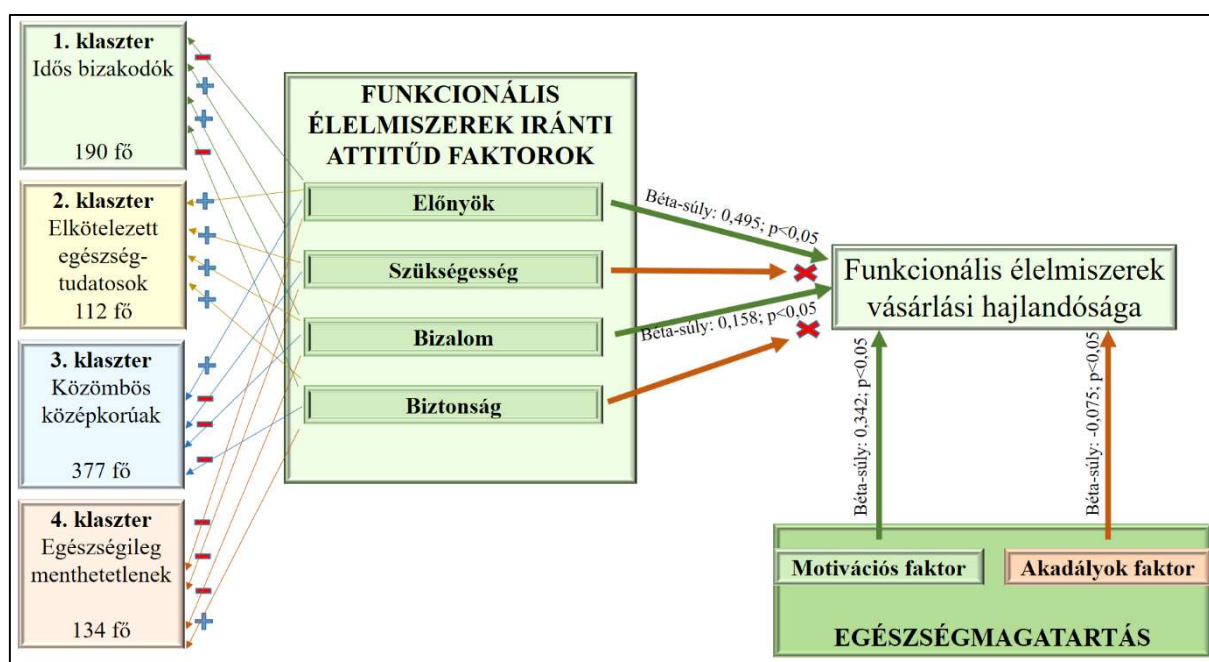 1. klaszter
Idős bizakodók
190 fő
2. klaszter
Elkötelezett
egészség-
tudatosok
112 fő
3. klaszter
Közömbös
középkorúak
377 fő
4. klaszter
Egészségileg
menthetetlenek
134 fő
FUNKCIONÁLIS
ÉLELMISZEREK IRÁNTI
ATTITŰD FAKTOROK
Előnyök
Szükségesség
Bizalom
Biztonság
Béta-súly: 0,495; p<0,05
Béta-súly: 0,158; p<0,05
Funkcionális élelmiszerek
vásárlási hajlandósága
Béta-súly: 0,342; p<0,05
Béta-súly: -0,075; p<0,05
Motivációs faktor
Akadályok faktor
EGÉSZSÉGMAGATARTÁS